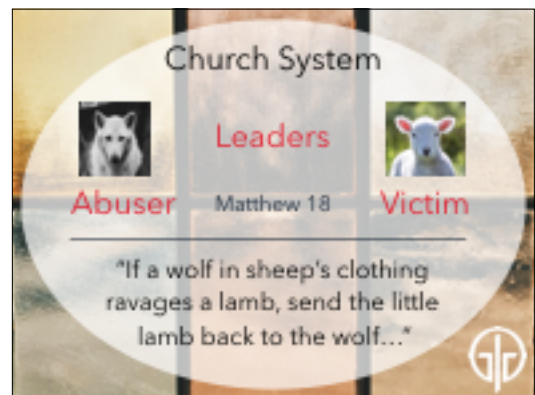 Church System
Leaders
Abuser Matthew 18 Victim
“If a wolf in sheep’s clothing
ravages a lamb, send the little
lamb back to the wolf...”